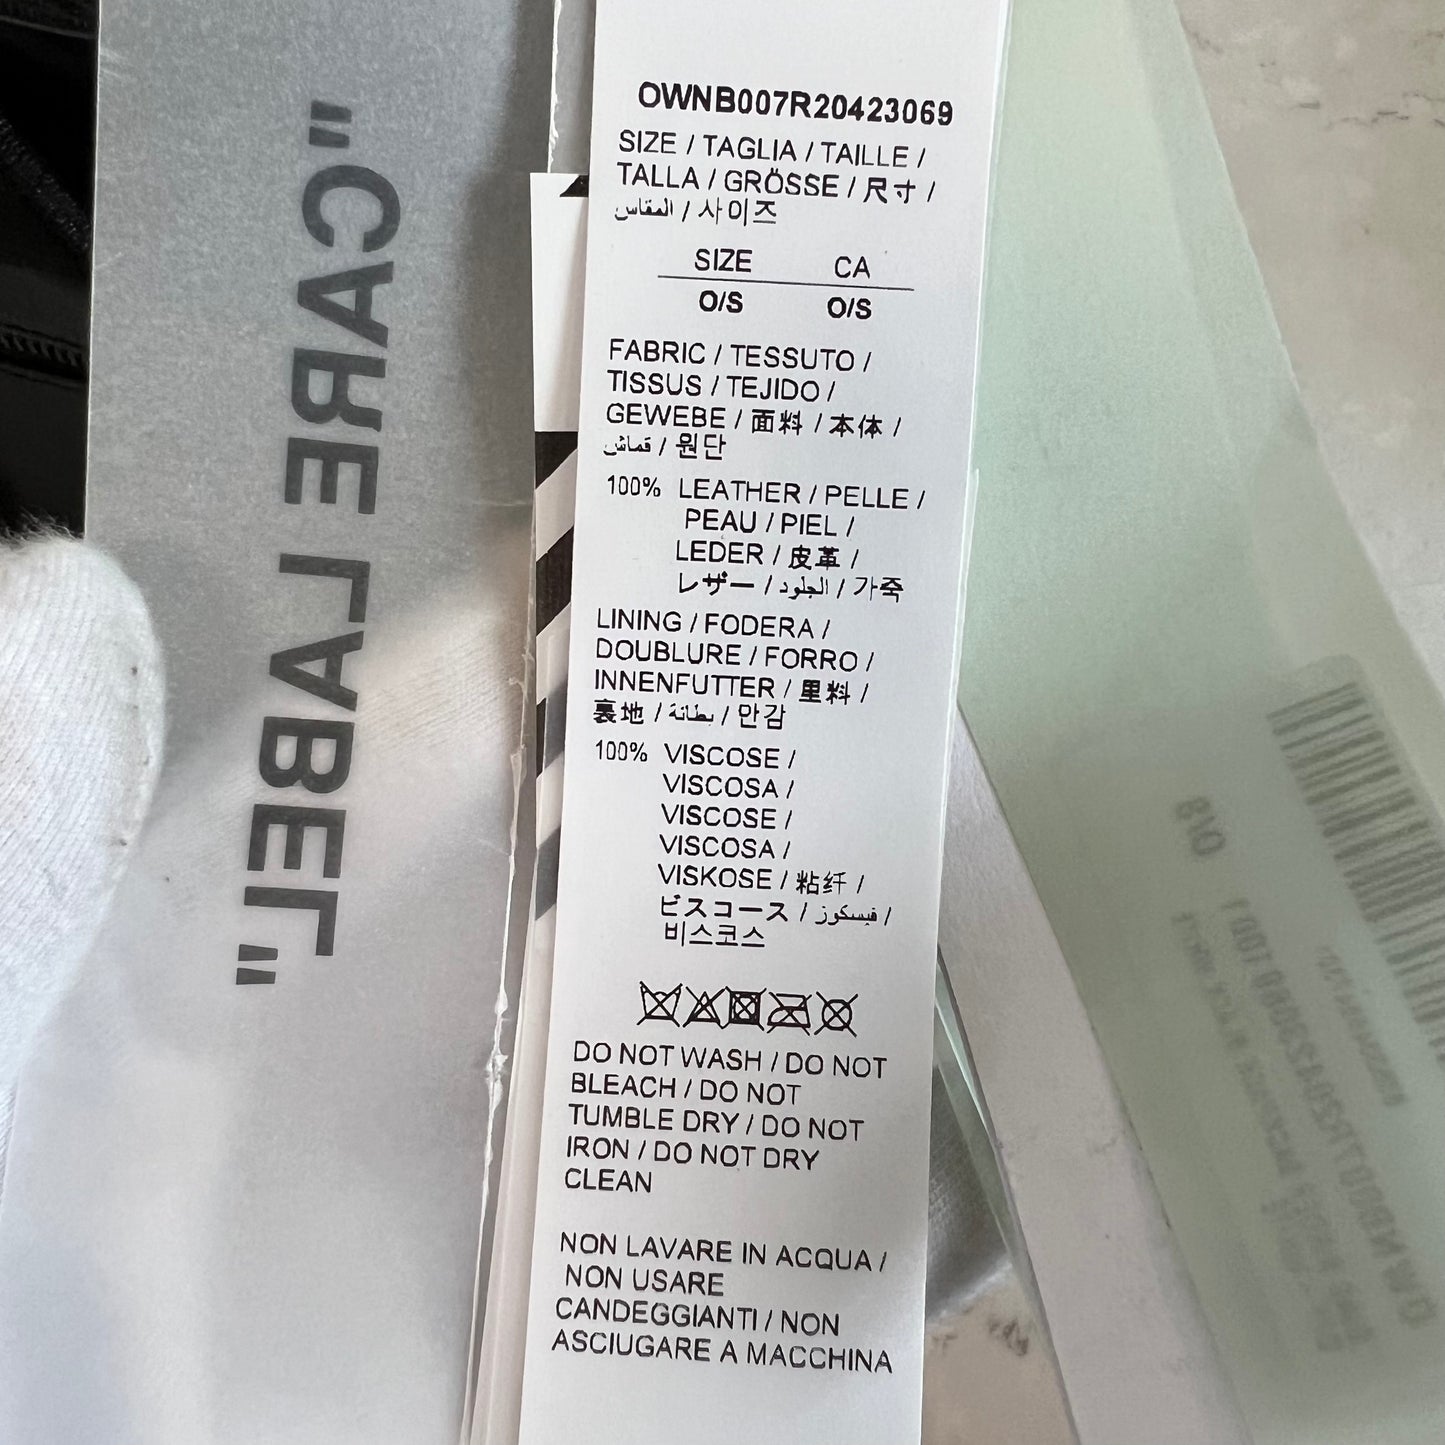 "CARE LABEL"
OWNB007R20423069
SIZE / TAGLIA / TAILLE /
TALLA / GRÖSSE / 尺寸 /
المقاس / 사이즈
SIZE CA
O/S O/S
FABRIC / TESSUTO /
TISSUS / TEJIDO /
GEWEBE / 面料 / 本体 /
قماش / 원단
100% LEATHER / PELLE /
PEAU / PIEL /
LEDER / 皮革 /
レザー / الجلود / 가죽
LINING / FODERA /
DOUBLURE / FORRO /
INNENFUTTER / 里料 /
裏地 / بطانة / 안감
100% VISCOSE /
VISCOSA /
VISCOSE /
VISCOSA /
VISKOSE / 粘纤 /
ビスコース / فيسكوز /
비스코스
DO NOT WASH / DO NOT
BLEACH / DO NOT
TUMBLE DRY / DO NOT
IRON / DO NOT DRY
CLEAN
NON LAVARE IN ACQUA /
NON USARE
CANDEGGIANTI / NON
ASCIUGARE A MACCHINA
O/S